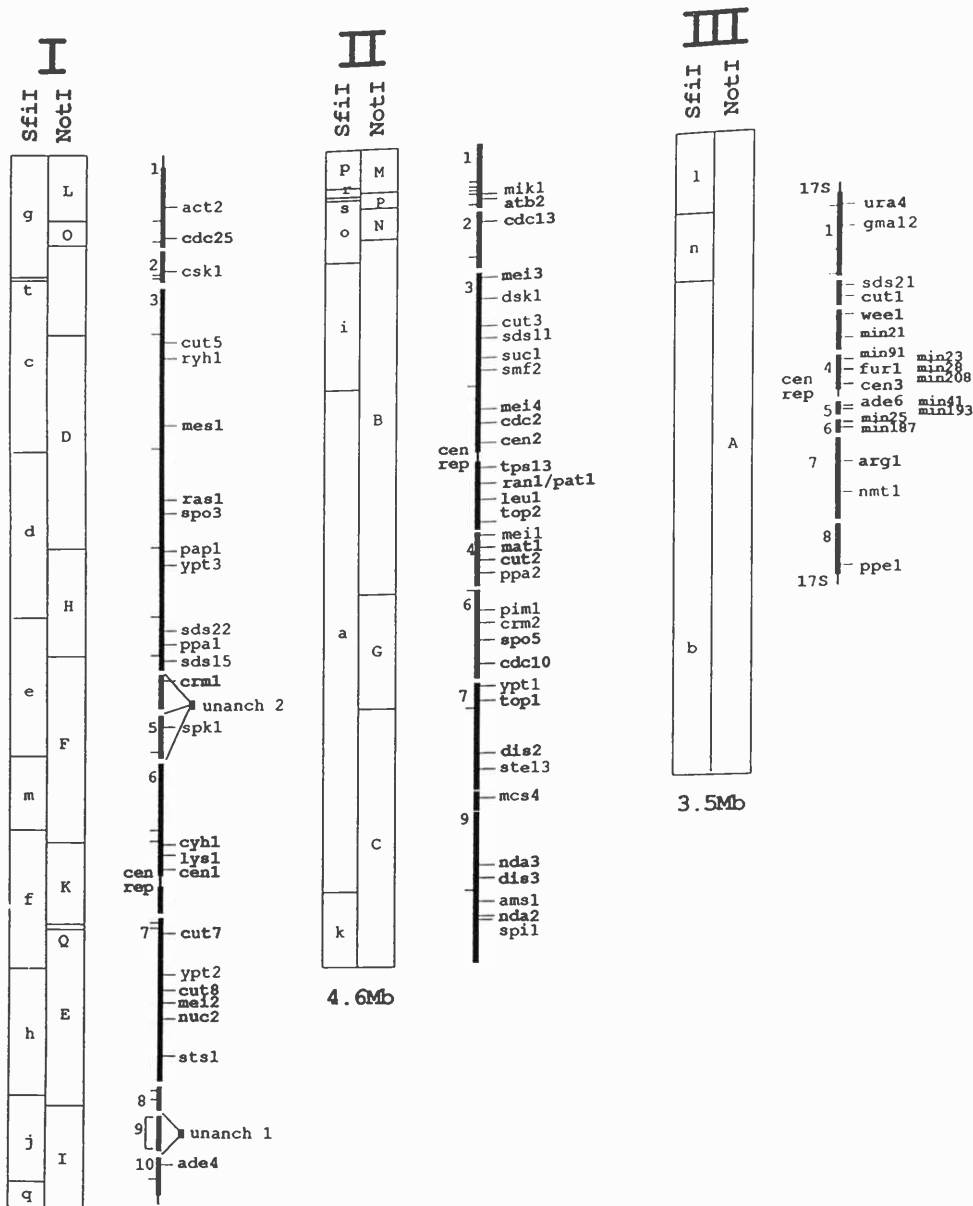 I
SfiI NotI
g
t
c
d
e
m
f
h
j
q
L
O
D
H
F
K
Q
E
I
1
act2
cdc25
2
csk1
3
cut5
ryh1
mes1
ras1
spo3
pap1
ypt3
sds22
ppa1
sds15
crm1
unanch 2
5
spk1
6
cyh1
lys1
cen
rep
cen1
7
cut7
ypt2
cut8
mei2
nuc2
sts1
8
9
unanch 1
10
ade4
II
SfiI NotI
p
r
s
o
i
a
k
M
P
N
B
G
C
4.6Mb
1
mik1
atb2
2
cdc13
3
mei3
dsk1
cut3
sds11
suc1
smf2
mei4
cdc2
cen2
cen
rep
tps13
ran1/pat1
leu1
top2
mei1
4
mat1
cut2
ppa2
6
pim1
crm2
spo5
cdc10
ypt1
7
top1
dis2
ste13
mcs4
9
nda3
dis3
ams1
nda2
spi1
III
SfiI NotI
l
n
b
A
3.5Mb
17S
ura4
1
gma12
sds21
cut1
wee1
min21
min91 min23
4
fur1 min28
cen3 min208
cen
rep
ade6 min41
5
min193
min25
6
min187
7
arg1
nmt1
8
ppe1
17S